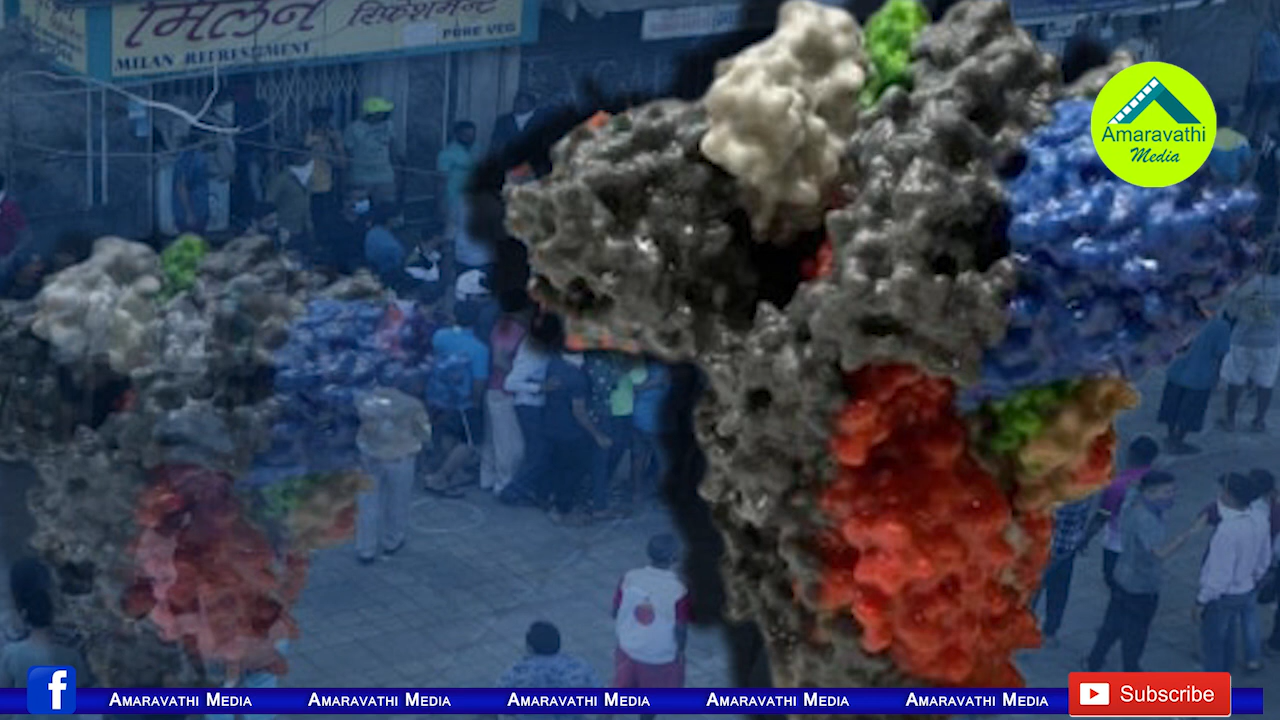 मिलन रिफ्रेशमेन्ट
MILAN REFRESHMENT PURE VEG
Amaravathi
Media
f AMARAVATHI MEDIA AMARAVATHI MEDIA AMARAVATHI MEDIA AMARAVATHI MEDIA AMARAVATHI MEDIA Subscribe